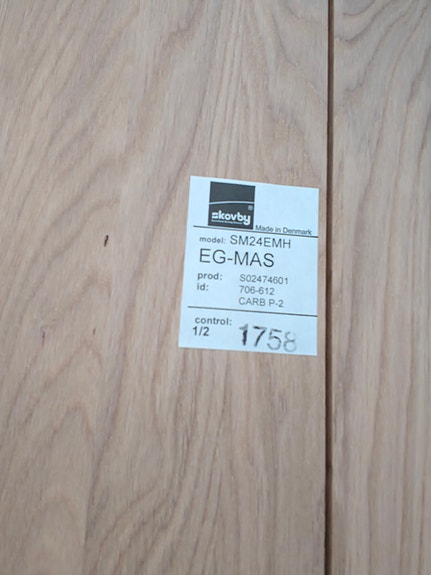 skovby
®
Made in Denmark
model: SM24EMH
EG-MAS
prod: S02474601
id: 706-612
CARB P-2
control:
1/2 1758